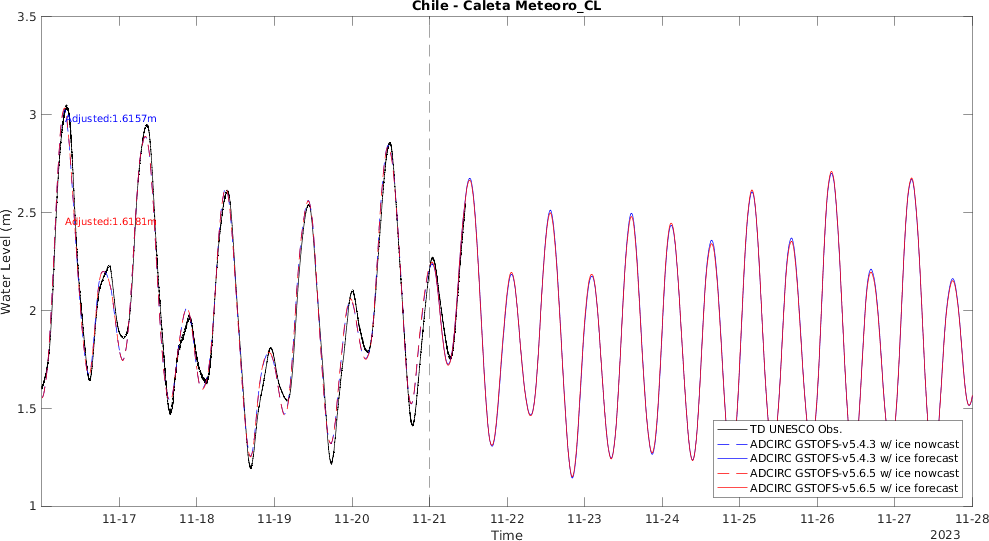 Chile - Caleta Meteoro_CL
3.5
3
2.5
2
1.5
1
Water Level (m)
Adjusted:1.6157m
Adjusted:1.6181m
TD UNESCO Obs.
ADCIRC GSTOFS-v5.4.3 w/ ice nowcast
ADCIRC GSTOFS-v5.4.3 w/ ice forecast
ADCIRC GSTOFS-v5.6.5 w/ ice nowcast
ADCIRC GSTOFS-v5.6.5 w/ ice forecast
11-17 11-18 11-19 11-20 11-21 11-22 11-23 11-24 11-25 11-26 11-27 11-28
Time
2023